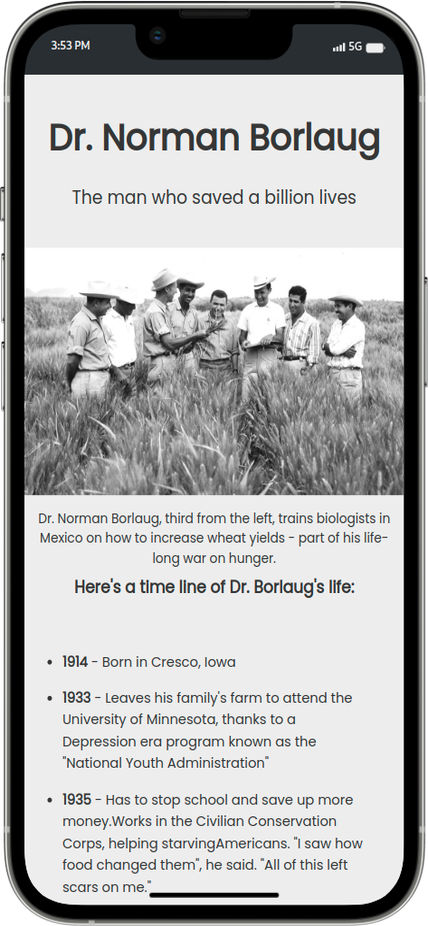 3:53 PM
5G
Dr. Norman Borlaug
The man who saved a billion lives
Dr. Norman Borlaug, third from the left, trains biologists in
Mexico on how to increase wheat yields - part of his life-
long war on hunger.
Here's a time line of Dr. Borlaug's life:
1914 - Born in Cresco, Iowa
1933 - Leaves his family's farm to attend the
University of Minnesota, thanks to a
Depression era program known as the
"National Youth Administration"
1935 - Has to stop school and save up more
money.Works in the Civilian Conservation
Corps, helping starvingAmericans. "I saw how
food changed them", he said. "All of this left
scars on me."